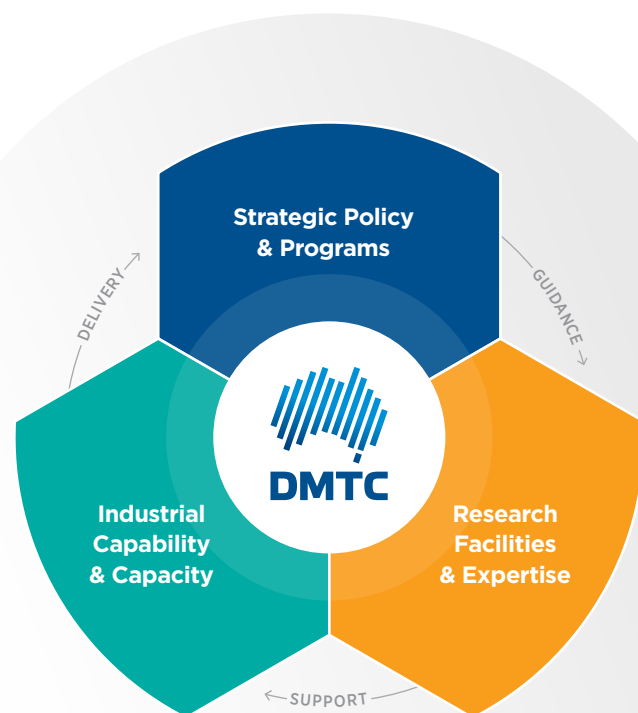 Strategic Policy
& Programs
DELIVERY
GUIDANCE
DMTC
Industrial
Capability
& Capacity
Research
Facilities
& Expertise
SUPPORT